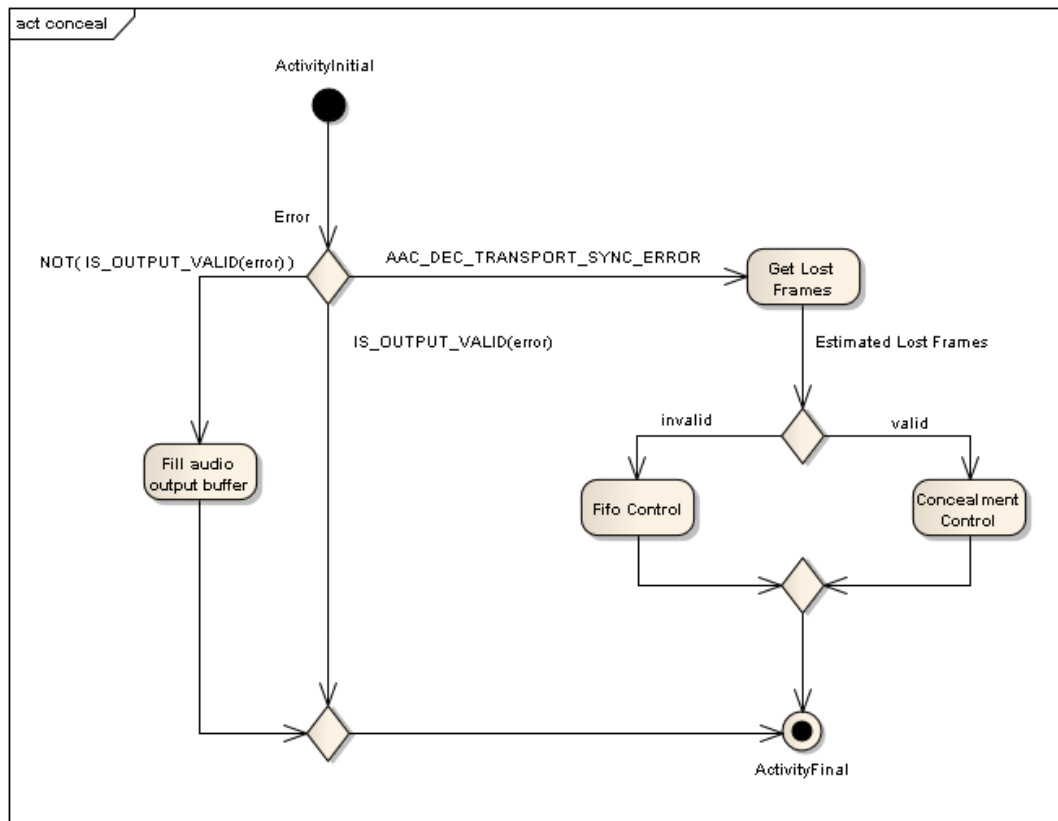 act conceal
ActivityInitial
Error
NOT( IS_OUTPUT_VALID(error) )
AAC_DEC_TRANSPORT_SYNC_ERROR
Get Lost
Frames
IS_OUTPUT_VALID(error)
Estimated Lost Frames
invalid
valid
Fill audio
output buffer
Fifo Control
Concealment
Control
ActivityFinal